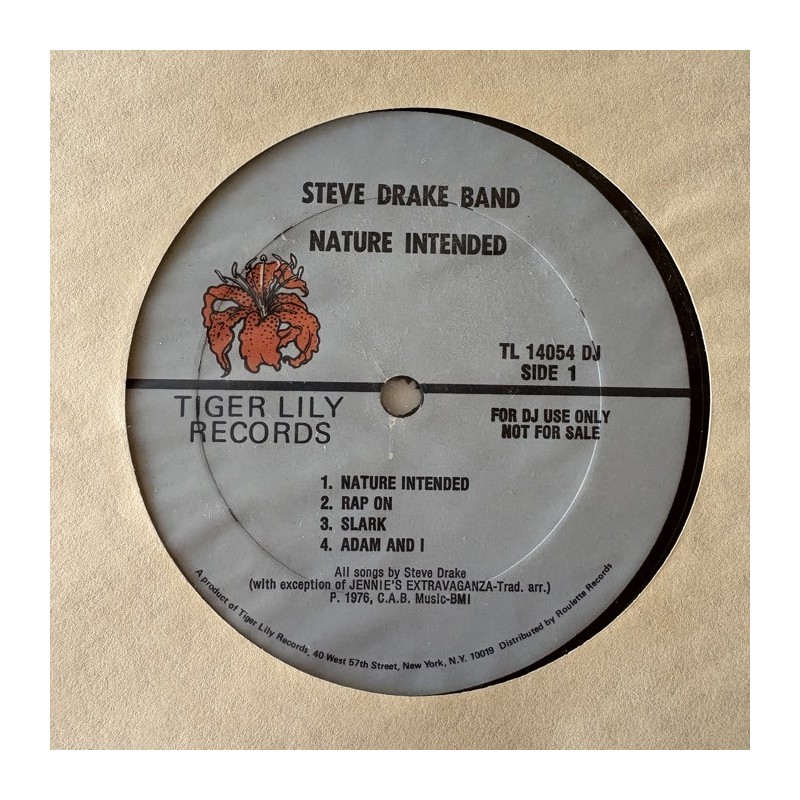 STEVE DRAKE BAND
NATURE INTENDED
TL 14054 DJ
SIDE 1
TIGER LILY
RECORDS
FOR DJ USE ONLY
NOT FOR SALE
1. NATURE INTENDED
2. RAP ON
3. SLARK
4. ADAM AND I
All songs by Steve Drake
(with exception of JENNIE'S EXTRAVAGANZA-Trad. arr.)
P. 1976, C.A.B. Music-BMI
A product of Tiger Lily Records, 40 West 57th Street, New York, N.Y. 10019 Distributed by Roulette Records